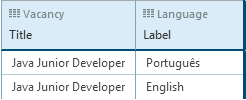 Vacancy Language
Title Label
Java Junior Developer Português
Java Junior Developer English